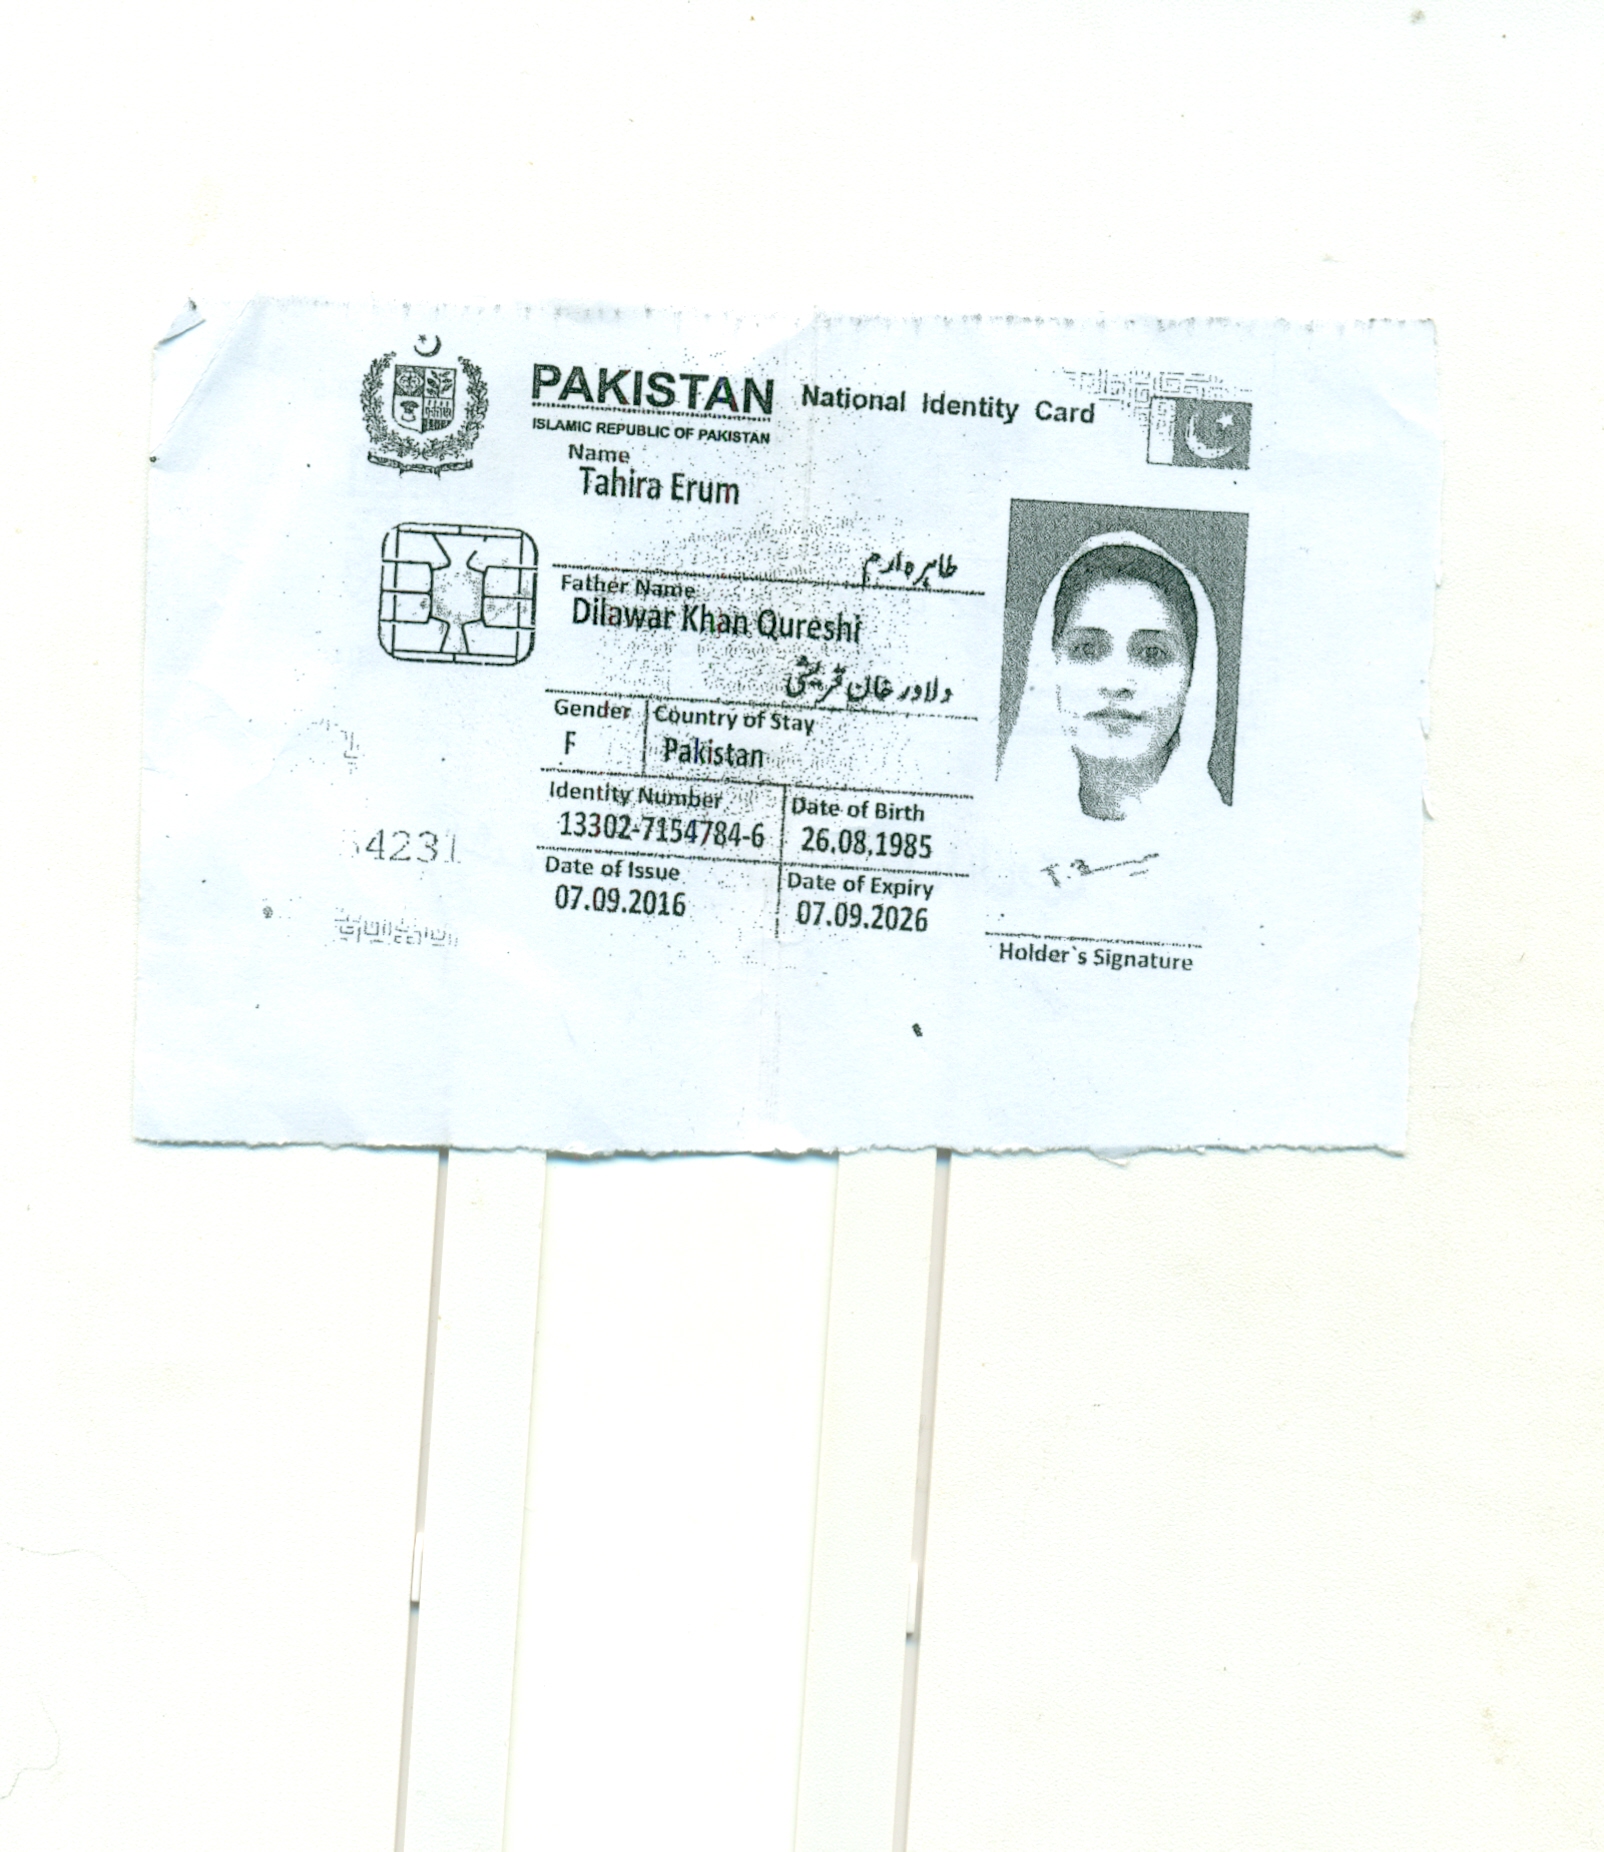 PAKISTAN National Identity Card
ISLAMIC REPUBLIC OF PAKISTAN
Name
Tahira Erum
طاہرہ ارم
Father Name
Dilawar Khan Qureshi
دلاور خان قریشی
Gender Country of Stay
F Pakistan
Identity Number Date of Birth
13302-7154784-6 26.08.1985
Date of Issue Date of Expiry
07.09.2016 07.09.2026
4231
Holder`s Signature